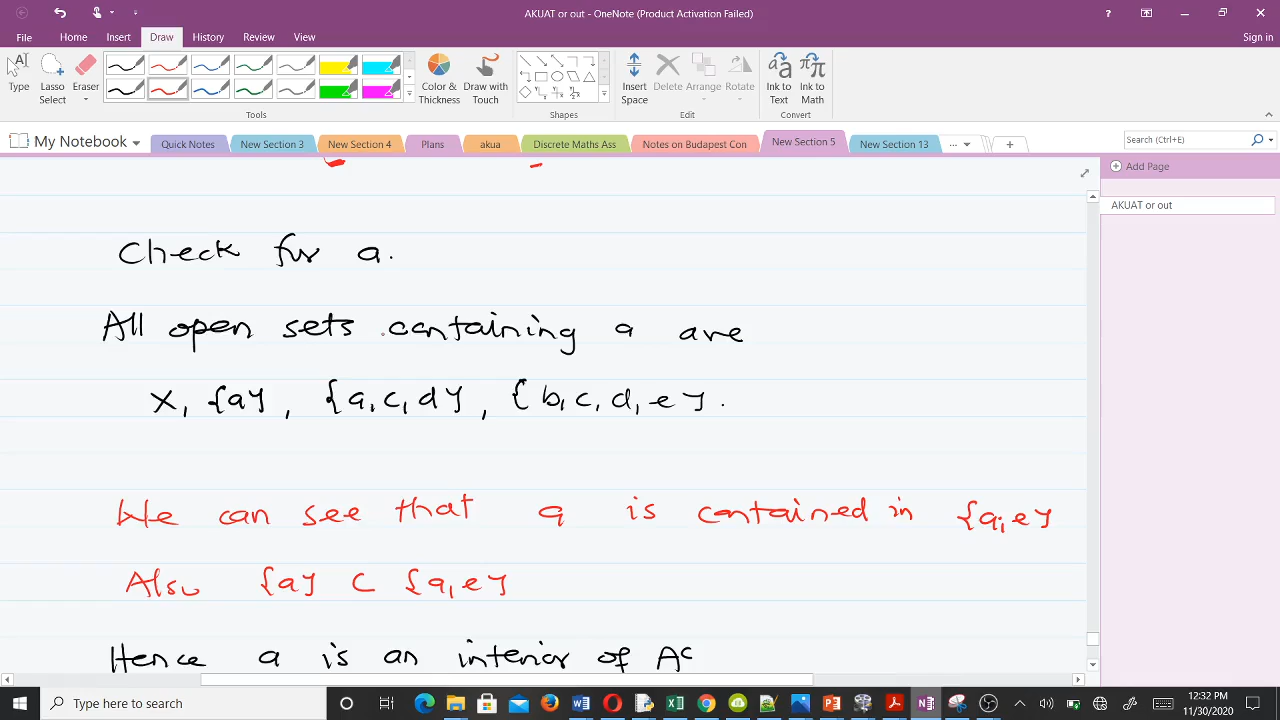 AKUAT or out - OneNote (Product Activation Failed)
File Home Insert Draw History Review View Sign in
Type Lasso Select Eraser Color & Thickness Draw with Touch Insert Space Delete Arrange Rotate Ink to Text Ink to Math
Tools Shapes Edit Convert
My Notebook Quick Notes New Section 3 New Section 4 Plans akua Discrete Maths Ass Notes on Budapest Con New Section 5 New Section 13 ... Search (Ctrl+E)
Add Page
AKUAT or out
Check for a.
All open sets containing a are
X, {a}, {a,c,d}, {b,c,d,e}.
We can see that a is contained in {a,e}
Also {a} ⊂ {a,e}
Hence a is an interior of Aᶜ
Type here to search
12:32 PM
11/30/2020